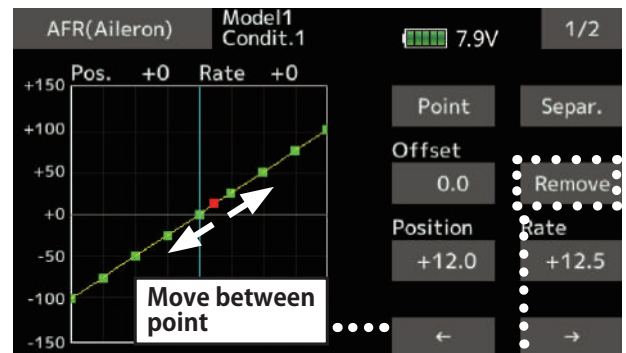 AFR(Aileron)
Model1
Condit.1
7.9V
1/2
Pos. +0 Rate +0
+150
+100
+50
+0
-50
-100
-150
Point
Separ.
Offset
0.0
Remove
Position
Rate
+12.0
+12.5
←
→
Move between
point